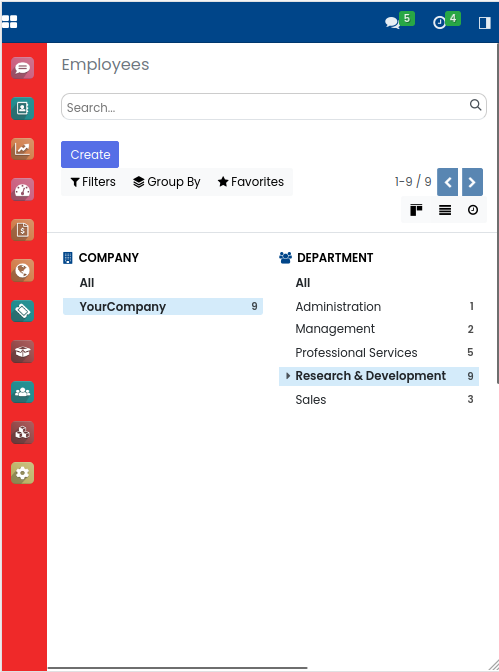 5 4
Employees
Search...
Create
Filters Group By Favorites 1-9 / 9
COMPANY
All
YourCompany 9
DEPARTMENT
All
Administration 1
Management 2
Professional Services 5
Research & Development 9
Sales 3